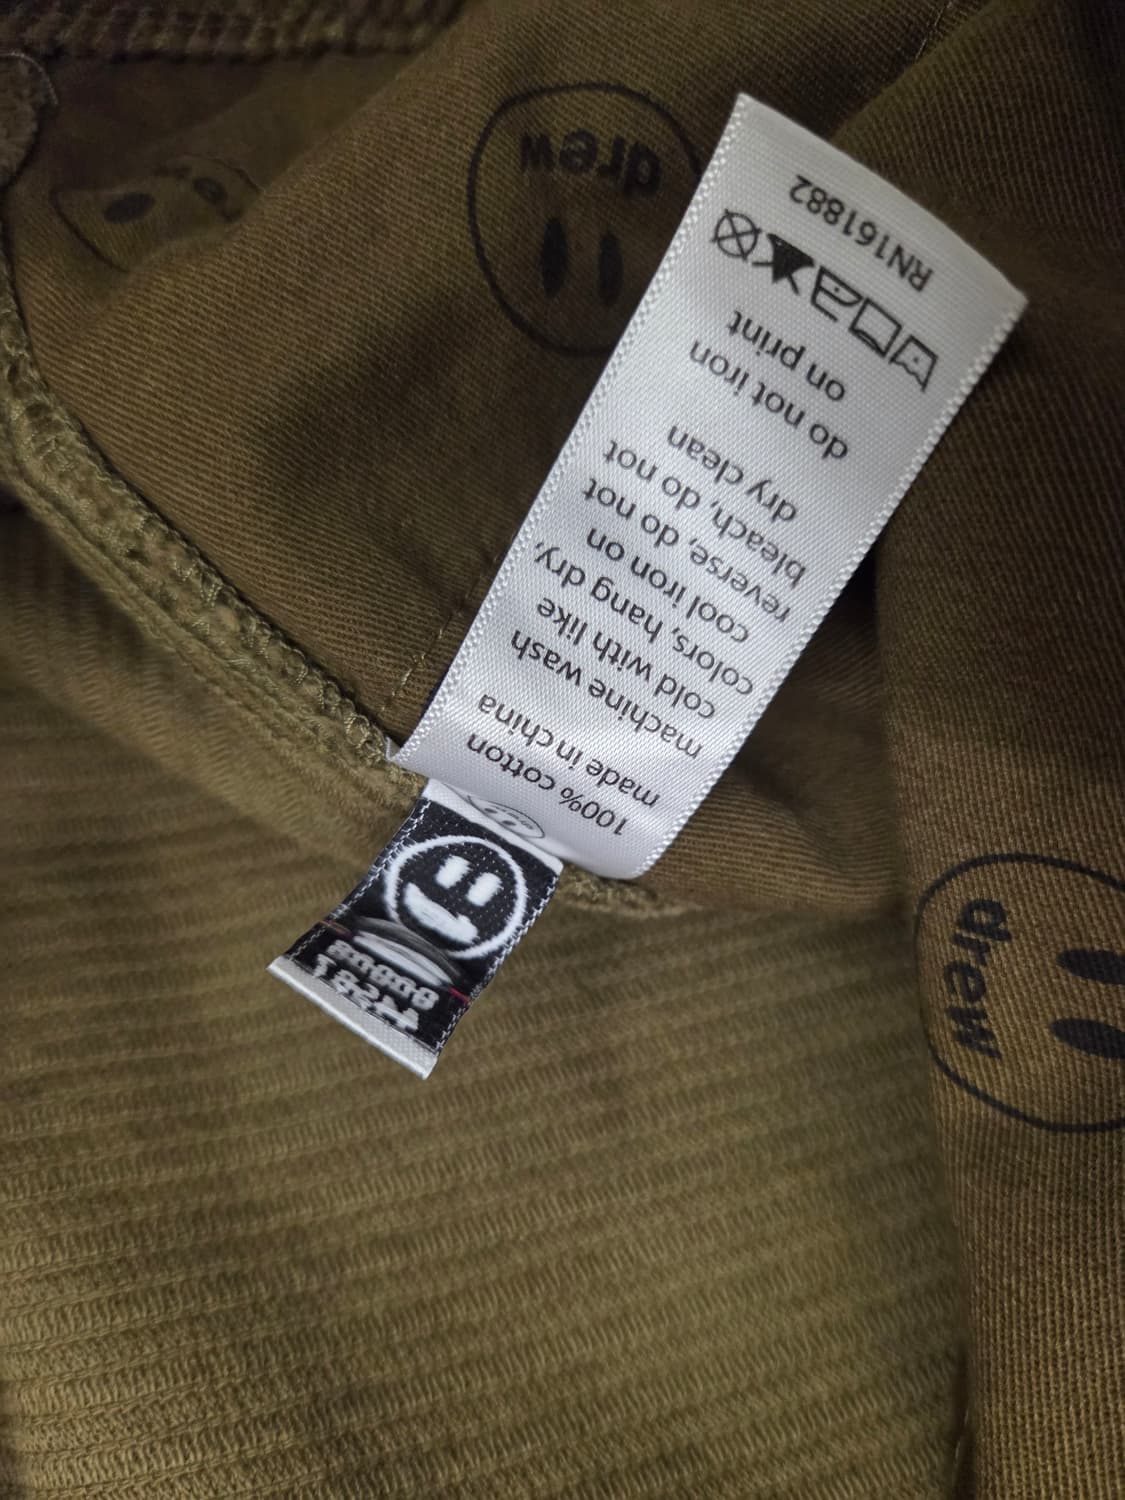 100% cotton
made in china
machine wash
cold with like
colors, hang dry,
cool iron on
reverse, do not
bleach, do not
dry clean
do not iron
on print
RN161882
drew
drew